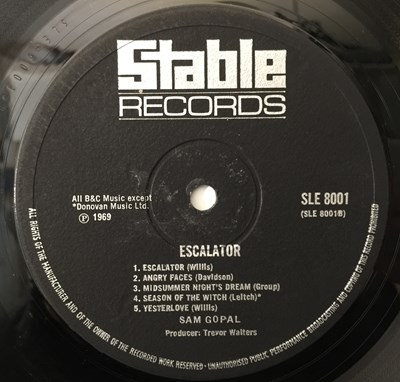 Stable
RECORDS
All B&C Music except
*Donovan Music Ltd.
Ⓟ 1969
SLE 8001
(SLE 8001B)
ESCALATOR
1. ESCALATOR (Willis)
2. ANGRY FACES (Davidsen)
3. MIDSUMMER NIGHT'S DREAM (Group)
4. SEASON OF THE WITCH (Leitch)*
5. YESTERLOVE (Willis)
SAM GOPAL
Producer: Trevor Walters
ALL RIGHTS OF THE MANUFACTURER AND OF THE OWNER OF THE RECORDED WORK RESERVED - UNAUTHORISED PUBLIC PERFORMANCE, BROADCASTING AND COPYING OF THIS RECORD PROHIBITED